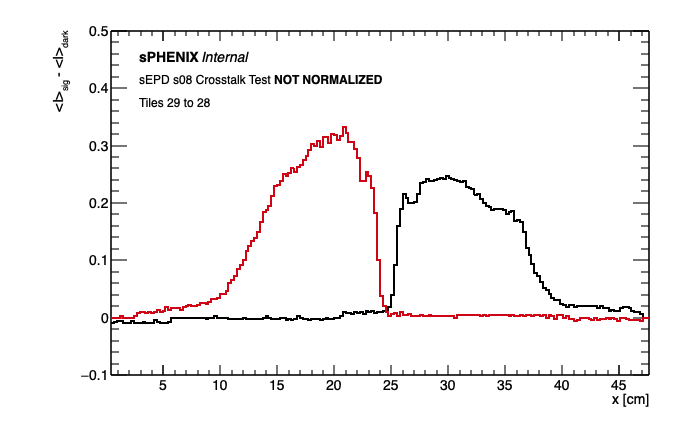 <I>sig - <I>dark
sPHENIX Internal
sEPD s08 Crosstalk Test NOT NORMALIZED
Tiles 29 to 28
0.5
0.4
0.3
0.2
0.1
0
−0.1
5 10 15 20 25 30 35 40 45
x [cm]